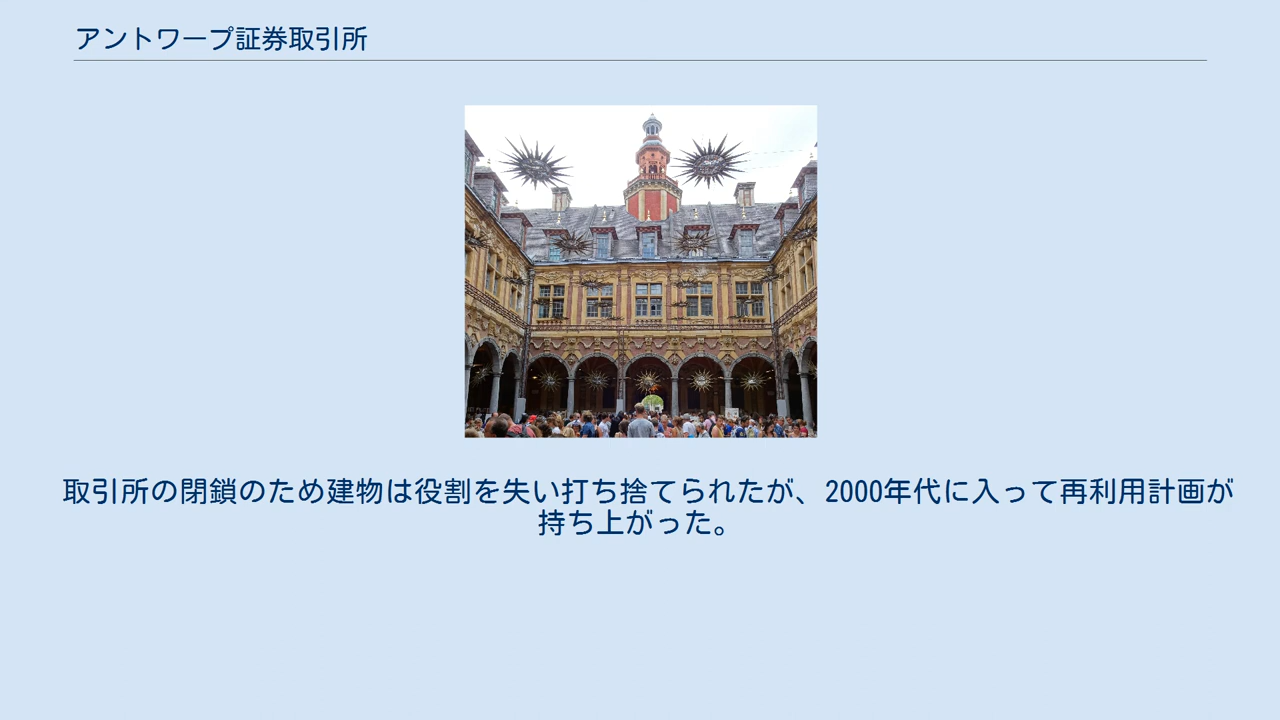 アントワープ証券取引所
取引所の閉鎖のため建物は役割を失い打ち捨てられたが、2000年代に入って再利用計画が
持ち上がった。